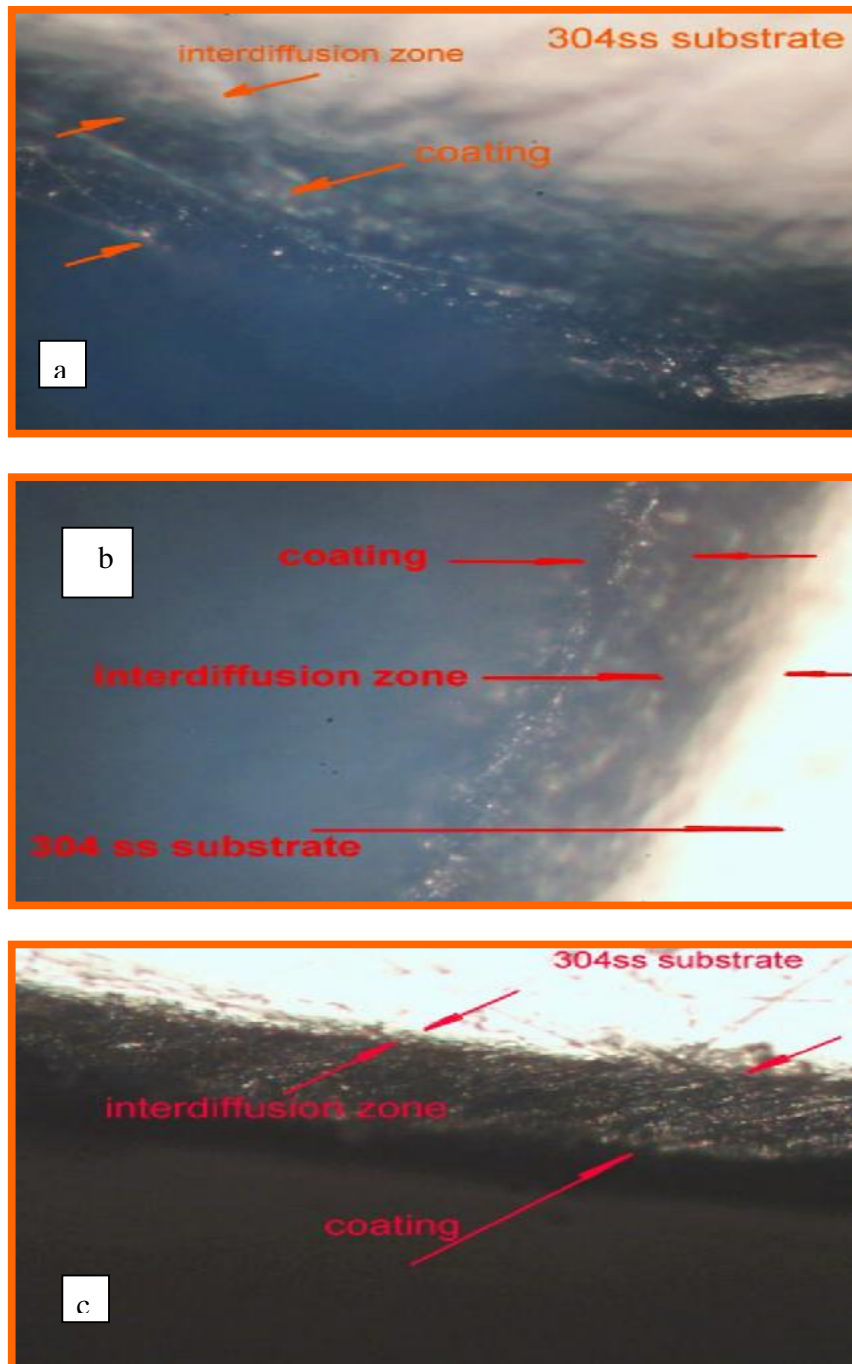 304ss substrate
interdiffusion zone
coating
a
b
coating
Interdiffusion zone
304 ss substrate
304ss substrate
interdiffusion zone
coating
c